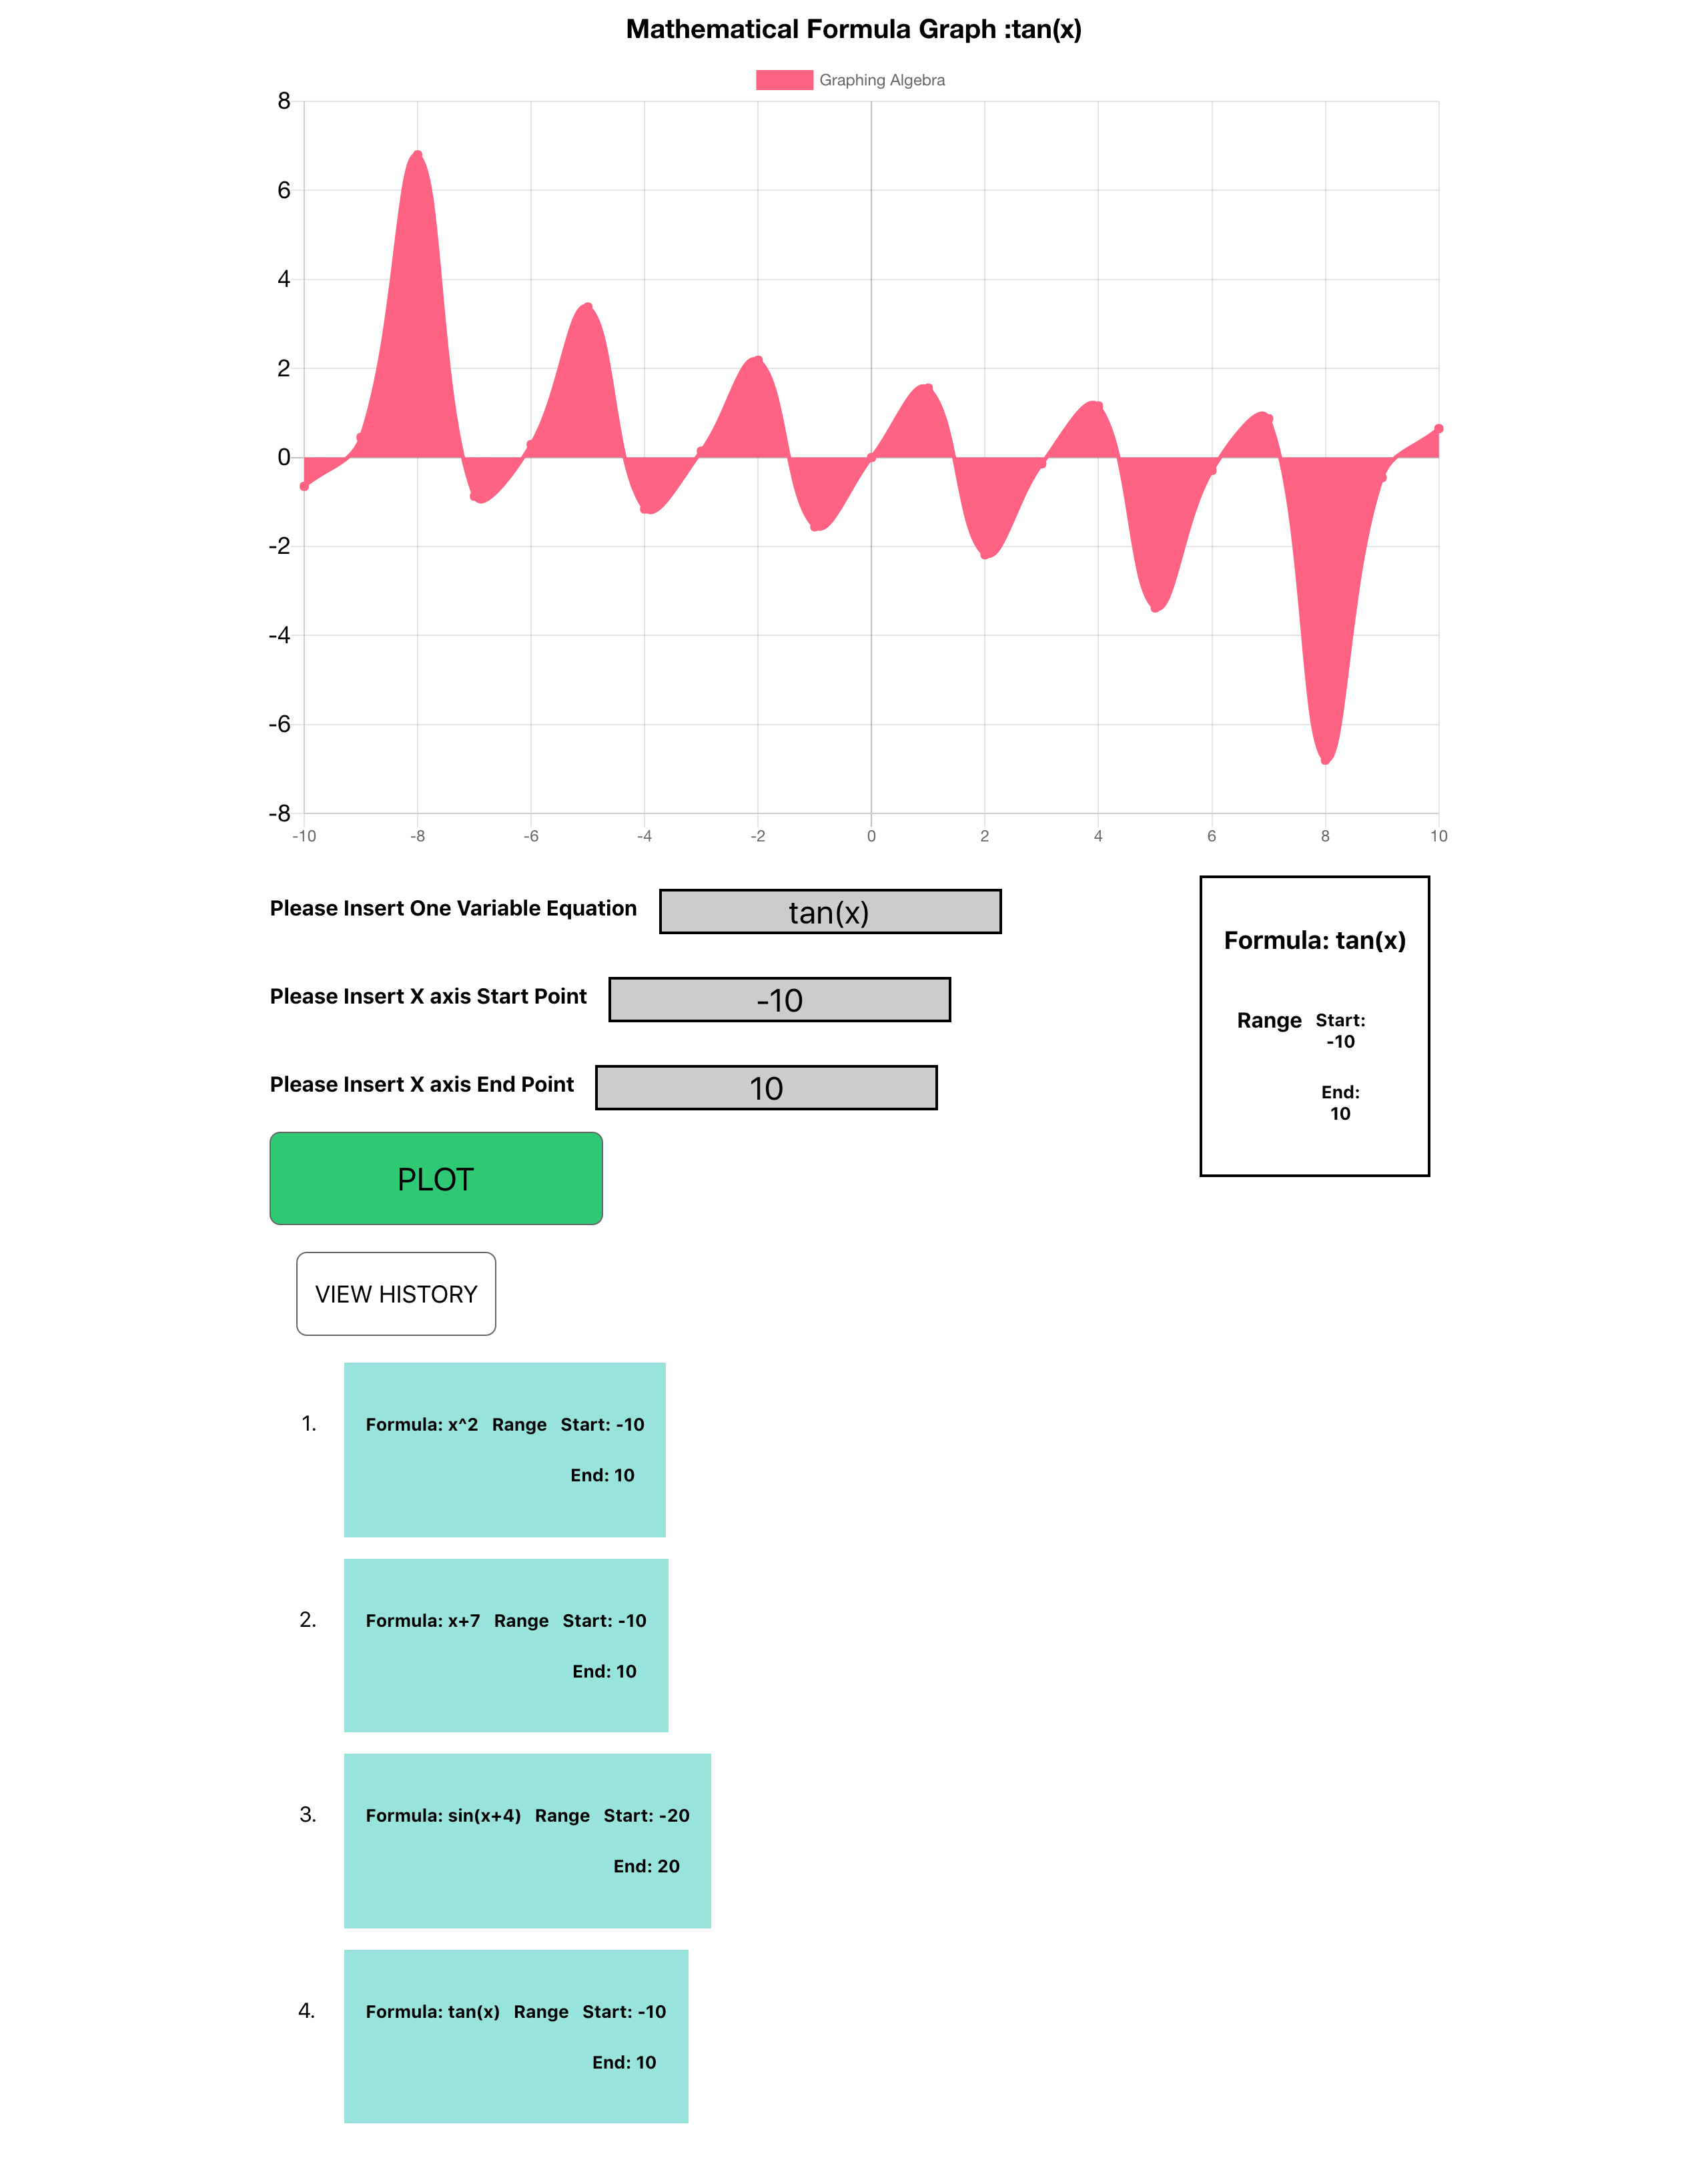 Mathematical Formula Graph :tan(x)
Graphing Algebra
8
6
4
2
0
-2
-4
-6
-8
-10 -8 -6 -4 -2 0 2 4 6 8 10
Please Insert One Variable Equation tan(x)
Please Insert X axis Start Point -10
Please Insert X axis End Point 10
PLOT
Formula: tan(x)
Range Start:
-10
End:
10
VIEW HISTORY
1. Formula: x^2 Range Start: -10
End: 10
2. Formula: x+7 Range Start: -10
End: 10
3. Formula: sin(x+4) Range Start: -20
End: 20
4. Formula: tan(x) Range Start: -10
End: 10